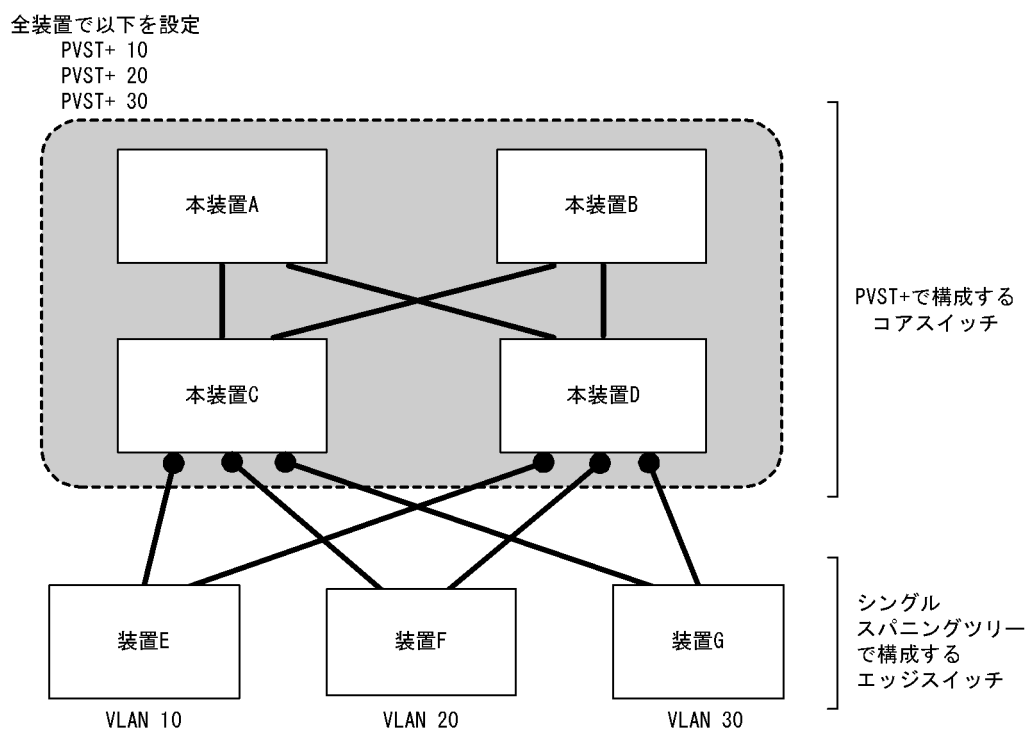 全装置で以下を設定
PVST+ 10
PVST+ 20
PVST+ 30
本装置A
本装置B
PVST+で構成する
コアスイッチ
本装置C
本装置D
装置E
装置F
装置G
シングル
スパニングツリー
で構成する
エッジスイッチ
VLAN 10
VLAN 20
VLAN 30